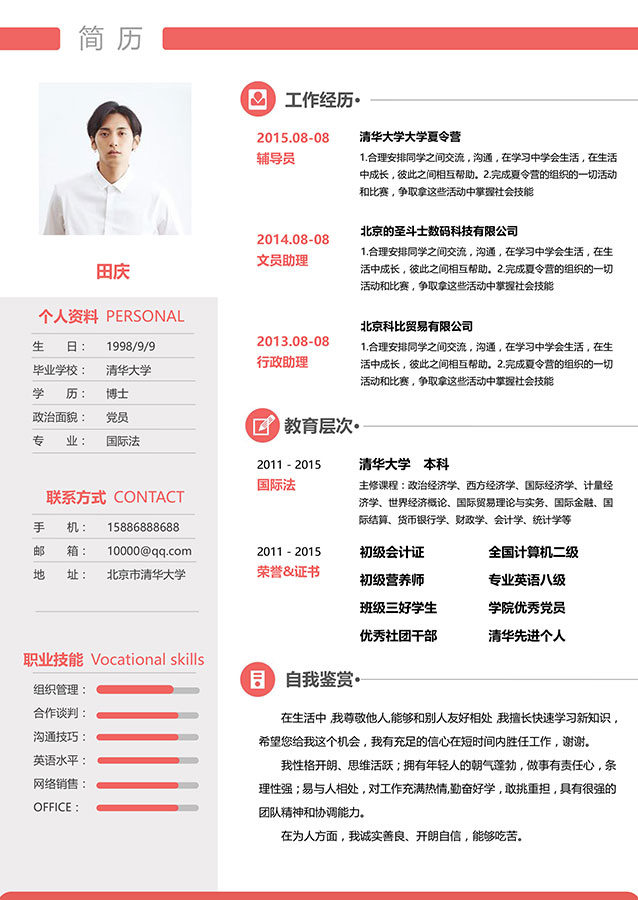 简 历
田庆
个人资料 PERSONAL
生 日： 1998/9/9
毕业学校： 清华大学
学 历： 博士
政治面貌： 党员
专 业： 国际法
联系方式 CONTACT
手 机： 15886888688
邮 箱： 10000@qq.com
地 址： 北京市清华大学
职业技能 Vocational skills
组织管理：
合作谈判：
沟通技巧：
英语水平：
网络销售：
OFFICE：
工作经历
2015.08-08
辅导员
清华大学大学夏令营
1.合理安排同学之间交流，沟通，在学习中学会生活，在生活
中成长，彼此之间相互帮助。2.完成夏令营的组织的一切活动
和比赛，争取拿这些活动中掌握社会技能
2014.08-08
文员助理
北京的圣斗士数码科技有限公司
1.合理安排同学之间交流，沟通，在学习中学会生活，在生
活中成长，彼此之间相互帮助。2.完成夏令营的组织的一切
活动和比赛，争取拿这些活动中掌握社会技能
2013.08-08
行政助理
北京科比贸易有限公司
1.合理安排同学之间交流，沟通，在学习中学会生活，在生
活中成长，彼此之间相互帮助。2.完成夏令营的组织的一切
活动和比赛，争取拿这些活动中掌握社会技能
教育层次
2011 - 2015
国际法
清华大学 本科
主修课程：政治经济学、西方经济学、国际经济学、计量经
济学、世界经济概论、国际贸易理论与实务、国际金融、国
际结算、货币银行学、财政学、会计学、统计学等
2011 - 2015
荣誉&证书
初级会计证 全国计算机二级
初级营养师 专业英语八级
班级三好学生 学院优秀党员
优秀社团干部 清华先进个人
自我鉴赏
在生活中 ,我尊敬他人,能够和别人友好相处 ,我擅长快速学习新知识，
希望您给我这个机会，我有充足的信心在短时间内胜任工作，谢谢。
我性格开朗、思维活跃；拥有年轻人的朝气蓬勃，做事有责任心，条
理性强；易与人相处，对工作充满热情,勤奋好学，敢挑重担，具有很强的
团队精神和协调能力。
在为人方面，我诚实善良、开朗自信，能够吃苦。